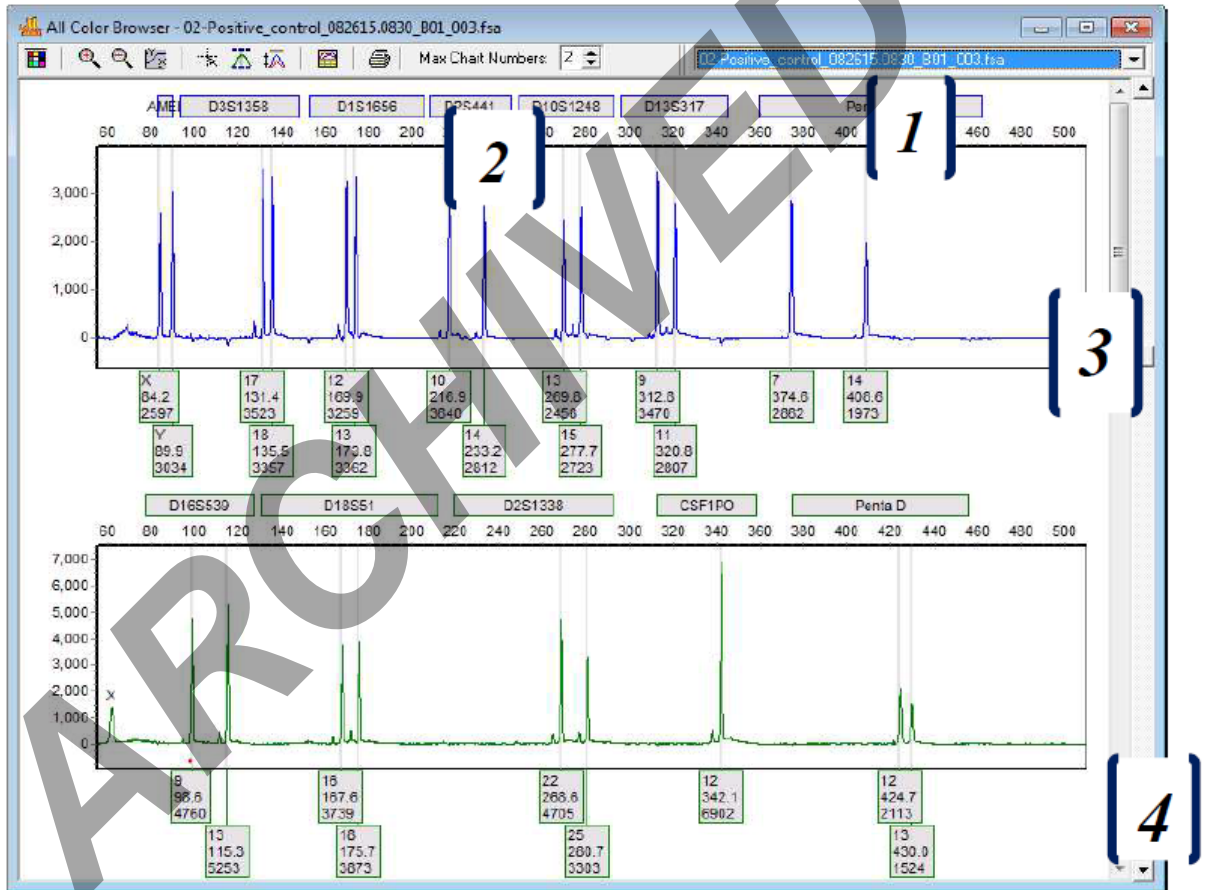 All Color Browser - 02-Positive_control_082615.0830_B01_003.fsa
Max Chart Numbers: 2 02-Positive_control_082615.0830_B01_003.fsa
D3S1358 D1S1656 D2S441 D10S1248 D13S317
60 80 100 120 140 160 180 200 260 280 300 320 340 360 380 400 460 480 500
1
2
3,000
2,000
1,000
0
3
X 17 12 10 13 9 7 14
84.2 131.4 169.9 216.9 269.8 312.8 374.6 408.6
2597 3523 3259 3640 2456 3470 2862 1973
Y 18 13 14 15 11
89.9 135.5 173.8 233.2 277.7 320.8
3034 3357 3362 2812 2723 2807
D16S539 D18S51 D2S1338 CSF1PO Penta D
60 80 100 120 140 160 180 200 220 240 260 280 300 320 340 360 380 400 420 440 460 480 500
7,000
6,000
5,000
4,000
3,000
2,000
X
1,000
0
4
9 16 22 12 12
98.6 167.6 268.6 342.1 424.7
4760 3739 4705 6902 2113
13 18 25 13
115.3 175.7 280.7 430.0
5253 3873 3303 1524
ARCHIVED